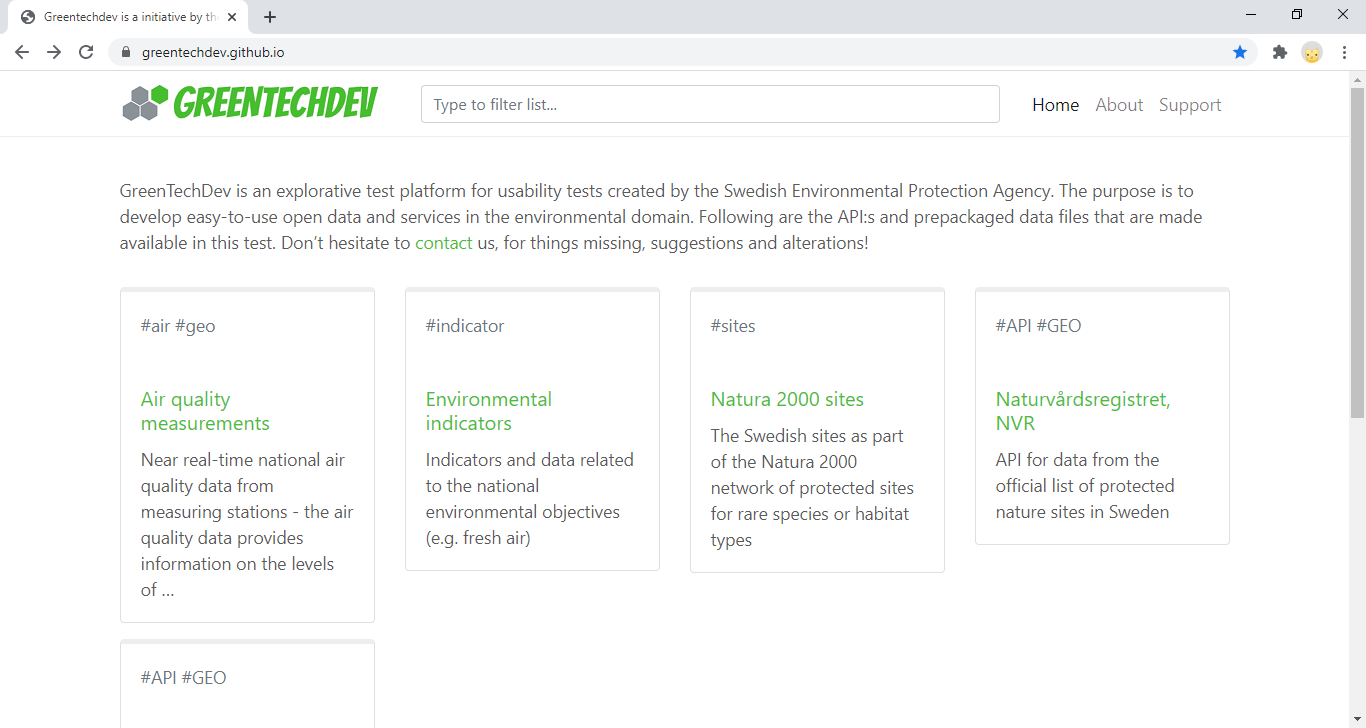 Greentechdev is a initiative by th
greentechdev.github.io
GREENTECHDEV
Type to filter list...
Home About Support
GreenTechDev is an explorative test platform for usability tests created by the Swedish Environmental Protection Agency. The purpose is to
develop easy-to-use open data and services in the environmental domain. Following are the API:s and prepackaged data files that are made
available in this test. Don’t hesitate to contact us, for things missing, suggestions and alterations!
#air #geo
Air quality
measurements
Near real-time national air
quality data from
measuring stations - the air
quality data provides
information on the levels
of ...
#indicator
Environmental
indicators
Indicators and data related
to the national
environmental objectives
(e.g. fresh air)
#sites
Natura 2000 sites
The Swedish sites as part
of the Natura 2000
network of protected sites
for rare species or habitat
types
#API #GEO
Naturvårdsregistret,
NVR
API for data from the
official list of protected
nature sites in Sweden
#API #GEO